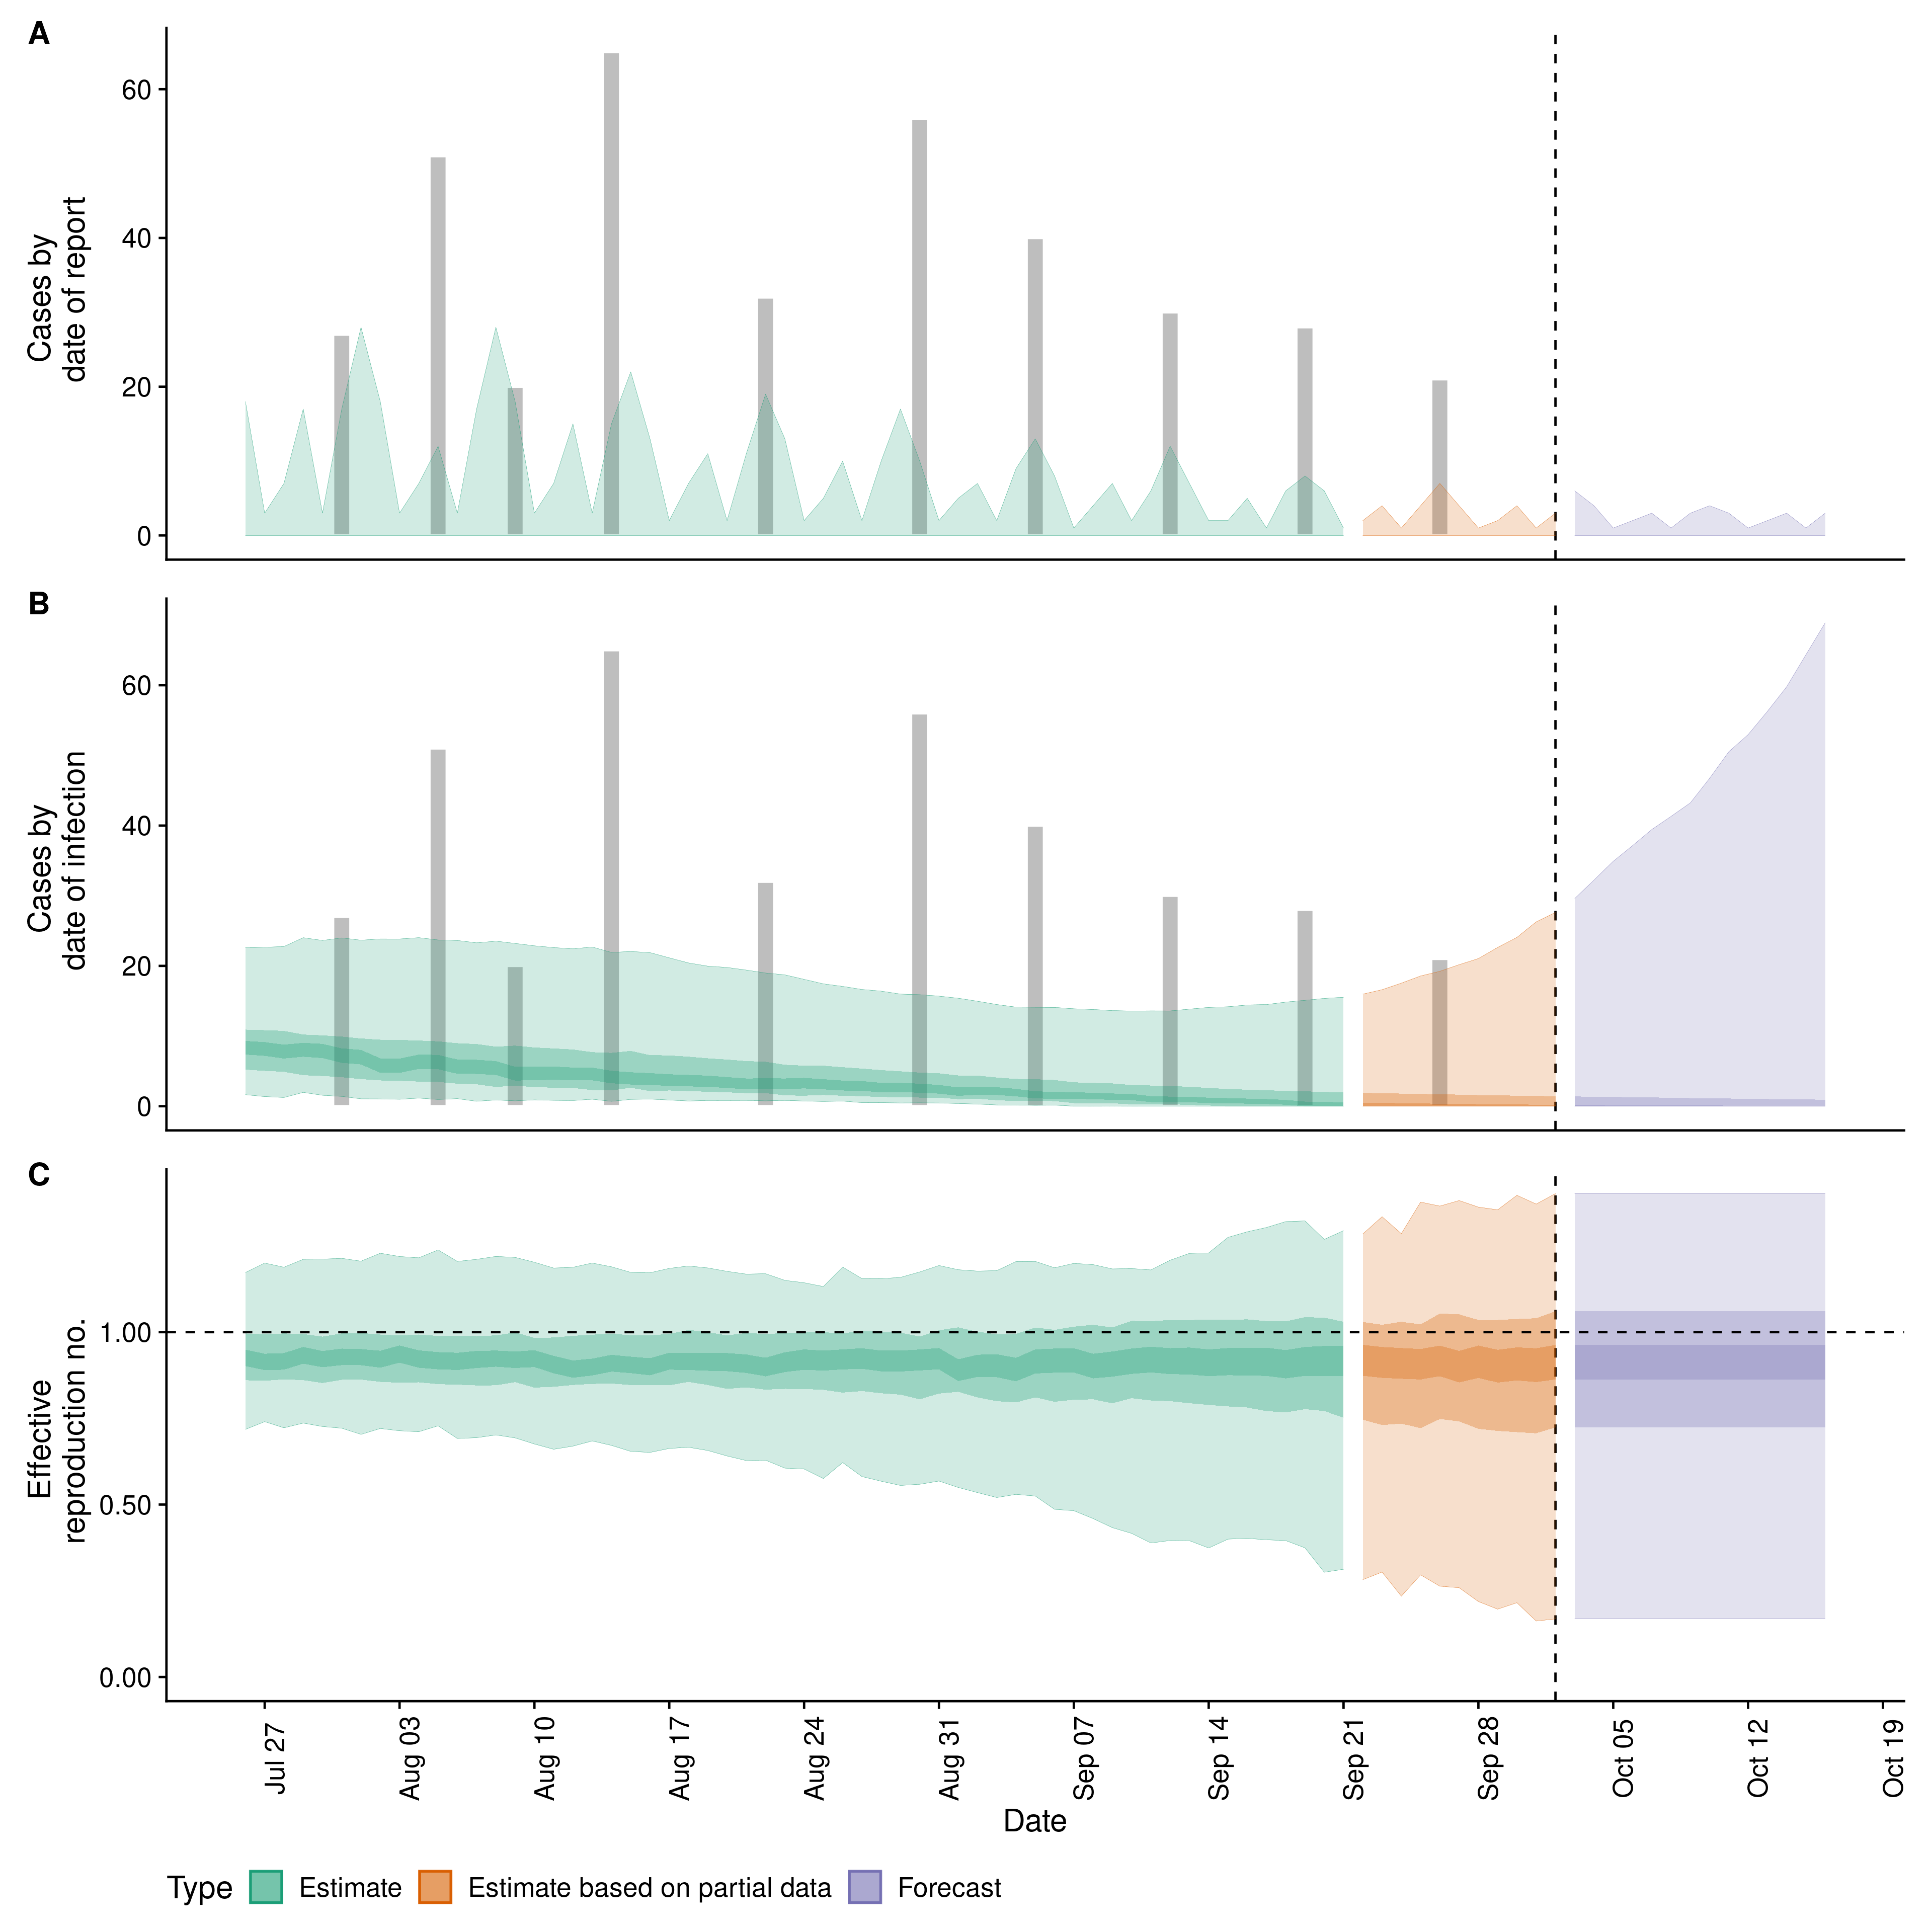 A
Cases by
date of report
60
40
20
0
B
Cases by
date of infection
60
40
20
0
C
Effective
reproduction no.
1.00
0.50
0.00
Jul 27
Aug 03
Aug 10
Aug 17
Aug 24
Aug 31
Sep 07
Sep 14
Sep 21
Sep 28
Oct 05
Oct 12
Oct 19
Date
Type Estimate Estimate based on partial data Forecast